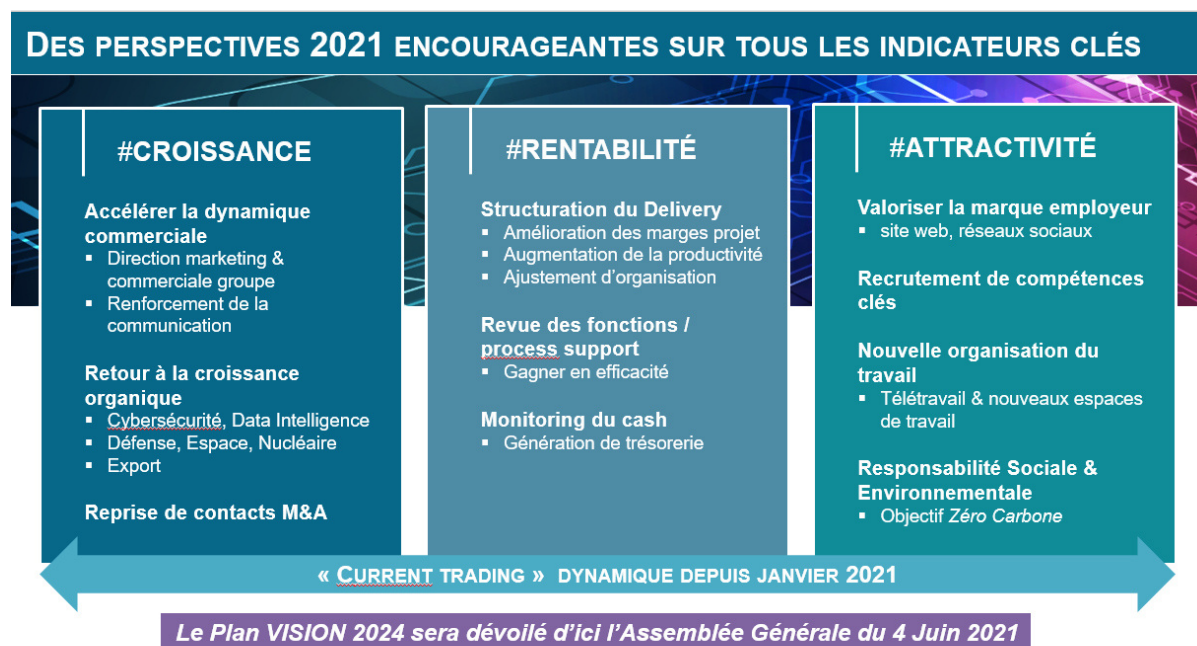 DES PERSPECTIVES 2021 ENCOURAGEANTES SUR TOUS LES INDICATEURS CLÉS
#CROISSANCE
Accélérer la dynamique
commerciale
▪ Direction marketing &
commerciale groupe
▪ Renforcement de la
communication
Retour à la croissance
organique
▪ Cybersécurité, Data Intelligence
▪ Défense, Espace, Nucléaire
▪ Export
Reprise de contacts M&A
#RENTABILITÉ
Structuration du Delivery
▪ Amélioration des marges projet
▪ Augmentation de la productivité
▪ Ajustement d'organisation
Revue des fonctions /
process support
▪ Gagner en efficacité
Monitoring du cash
▪ Génération de trésorerie
#ATTRACTIVITÉ
Valoriser la marque employeur
▪ site web, réseaux sociaux
Recrutement de compétences
clés
Nouvelle organisation du
travail
▪ Télétravail & nouveaux espaces
de travail
Responsabilité Sociale &
Environnementale
▪ Objectif Zéro Carbone
« CURRENT TRADING » DYNAMIQUE DEPUIS JANVIER 2021
Le Plan VISION 2024 sera dévoilé d'ici l'Assemblée Générale du 4 Juin 2021